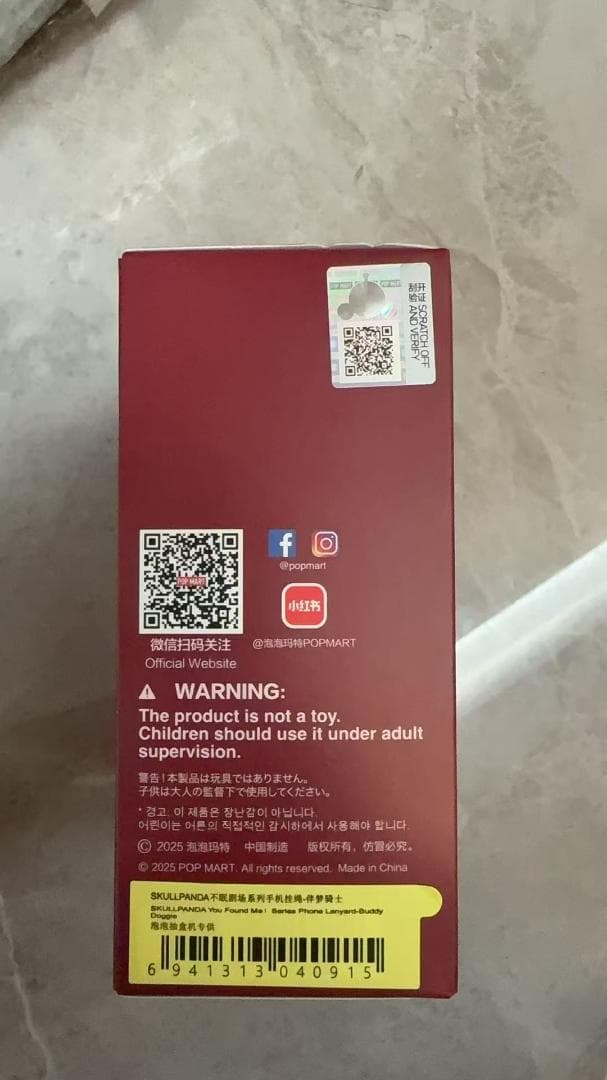 POP MART
POP MART
开证 SCRATCH OFF
刮验 AND VERIFY
POP MART
@popmart
小红书
微信扫码关注
@泡泡玛特POPMART
Official Website
WARNING:
The product is not a toy.
Children should use it under adult
supervision.
警告!本製品は玩具ではありません。
子供は大人の監督下で使用してください。
* 경고. 이 제품은 장난감이 아닙니다.
어린이는 어른의 직접적인 감시하에서 사용해야 합니다.
© 2025 泡泡玛特 中国制造 版权所有，仿冒必究。
© 2025 POP MART. All rights reserved. Made in China
SKULLPANDA不眠剧场系列手机挂绳-伴梦骑士
SKULLPANDA You Found Me! Series Phone Lanyard-Buddy
Doggie
泡泡抽盒机专供
6 941313 040915